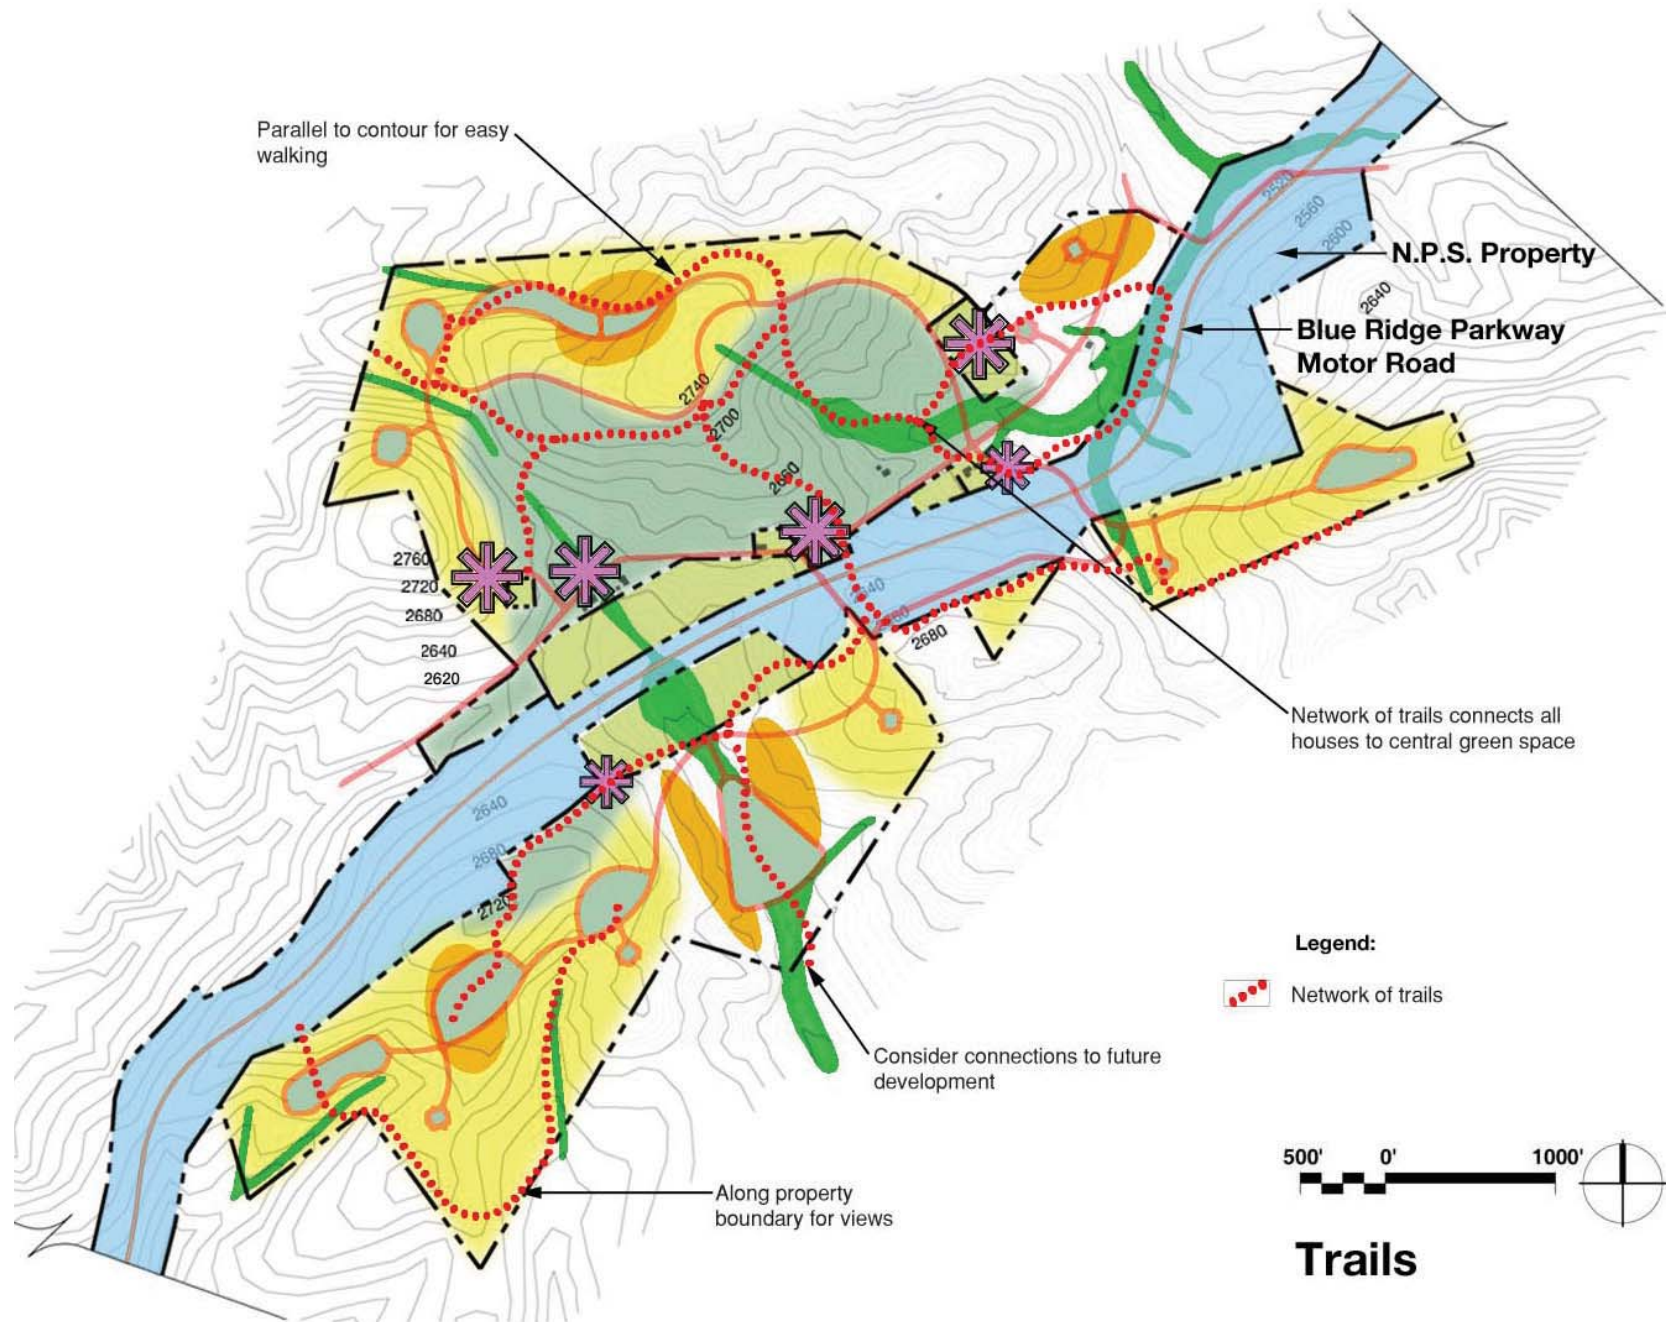 Parallel to contour for easy
walking
2520
2560
2600
N.P.S. Property
2640
Blue Ridge Parkway
Motor Road
2740
2700
2660
2760
2720
2680
2640
2620
2640
2680
Network of trails connects all
houses to central green space
2640
2680
2720
Legend:
Network of trails
Consider connections to future
development
500' 0' 1000'
Along property
boundary for views
Trails